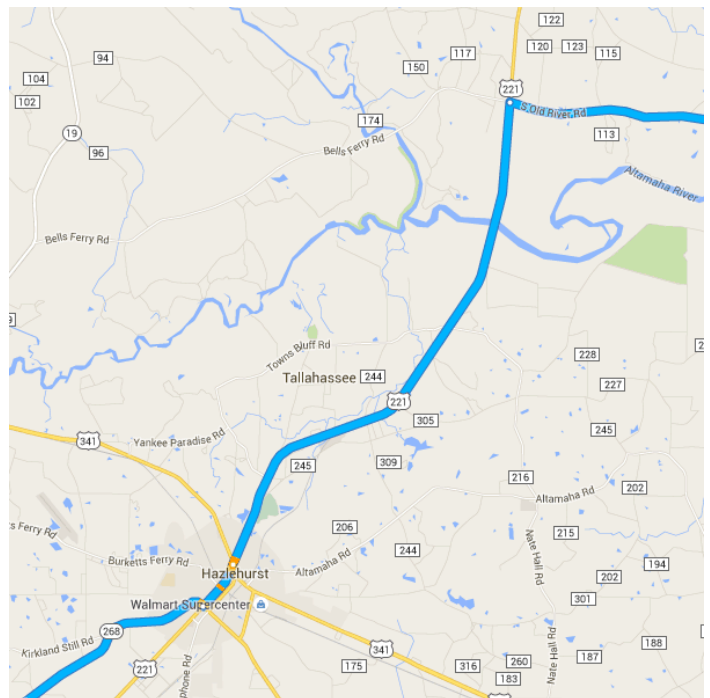 122
94
117
120
123
115
150
104
221
102
S Old River Rd
174
19
113
Bells Ferry Rd
96
Altamaha River
Bells Ferry Rd
Towns Bluff Rd
228
Tallahassee
244
227
221
305
245
Yankee Paradise Rd
341
245
309
216
202
Altamaha Rd
206
215
s Ferry Rd
Nate Hall Rd
244
Burketts Ferry Rd
Altamaha Rd
194
Hazlehurst
202
301
Walmart Supercenter
268
Kirkland Still Rd
341
188
Nate Hall Rd
221
175
316
260
187
183
phone Rd